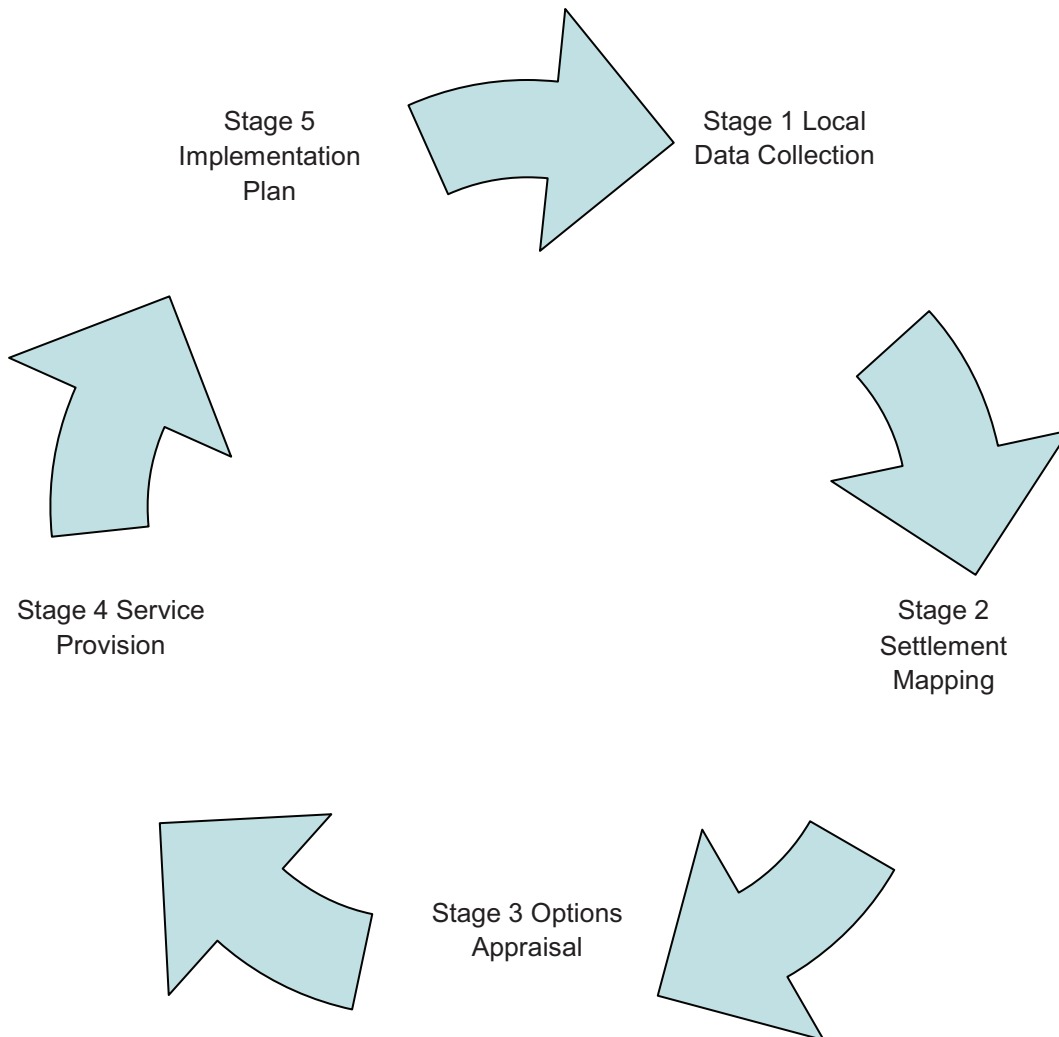 Stage 5
Implementation
Plan
Stage 1 Local
Data Collection
Stage 4 Service
Provision
Stage 2
Settlement
Mapping
Stage 3 Options
Appraisal